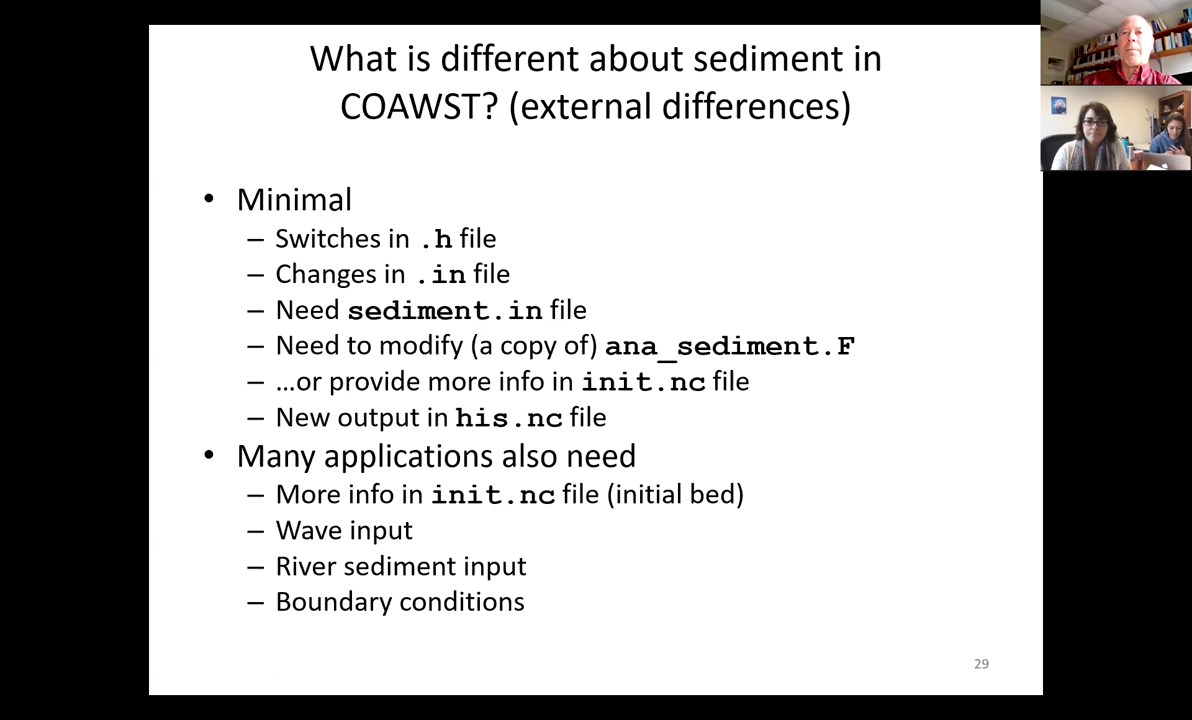 What is different about sediment in
COAWST? (external differences)
• Minimal
– Switches in .h file
– Changes in .in file
– Need sediment.in file
– Need to modify (a copy of) ana_sediment.F
– …or provide more info in init.nc file
– New output in his.nc file
• Many applications also need
– More info in init.nc file (initial bed)
– Wave input
– River sediment input
– Boundary conditions
29